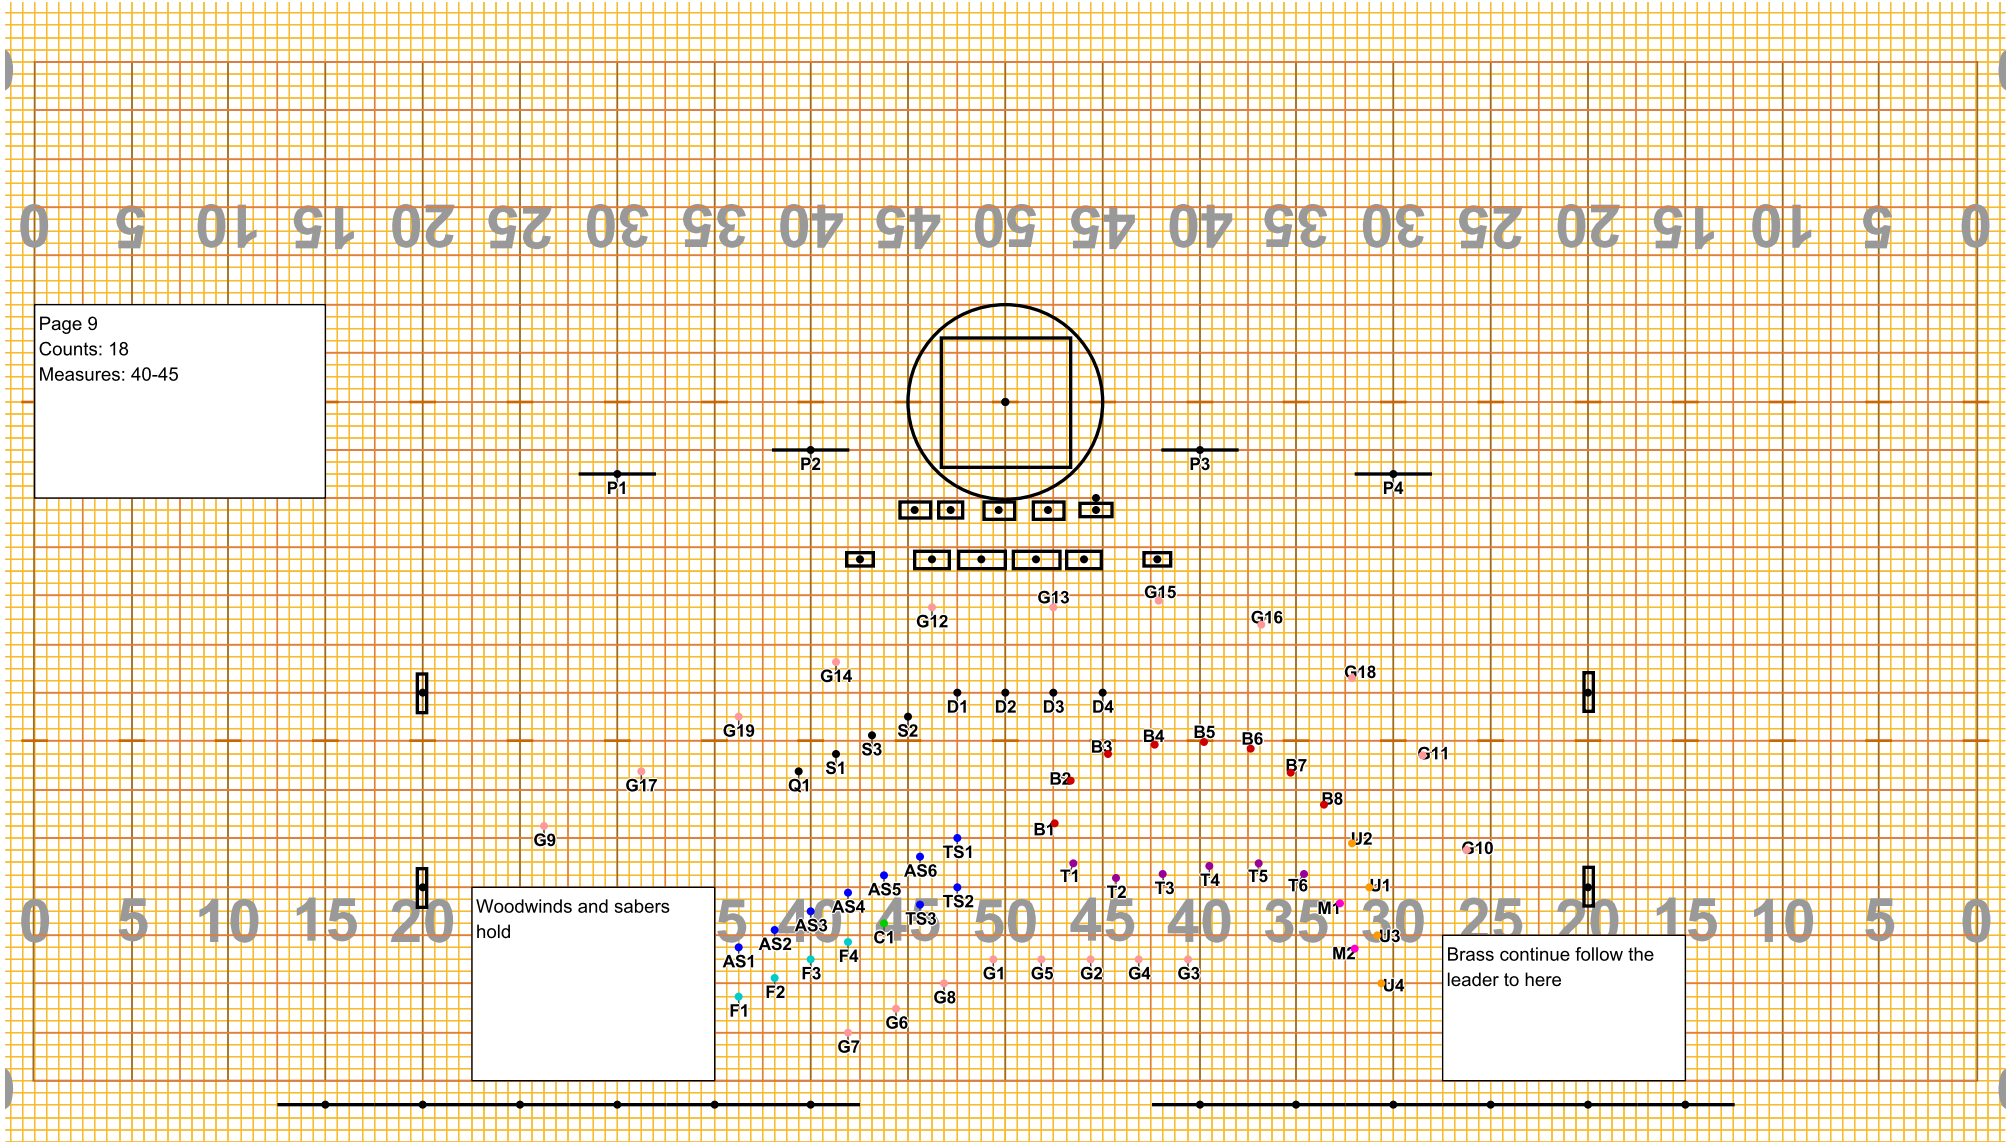 0 5 10 15 20 25 30 35 40 45 50 45 40 35 30 25 20 15 10 5 0
Page 9
Counts: 18
Measures: 40-45
P2 P3
P1 P4
G15
G13
G12 G16
G14 G18
D1 D2 D3 D4
G19 S2 B5
S3 B3 B4 B6
S1 B7 G11
G17 Q1 B2
B8
G9 B1 U2
TS1 G10
AS6 T1 T3 T4 T5
AS5 T2 T6 U1
AS4 TS2
Woodwinds and sabers
hold
0 5 10 15 20 5 40 45 50 45 40 35 30 25 20 15 10 5 0
AS3 TS3 M1
AS2 C1 U3
AS1 F4 M2
Brass continue follow the
leader to here
F3 G1 G5 G2 G4 G3
F2 G8 U4
F1 G6
G7